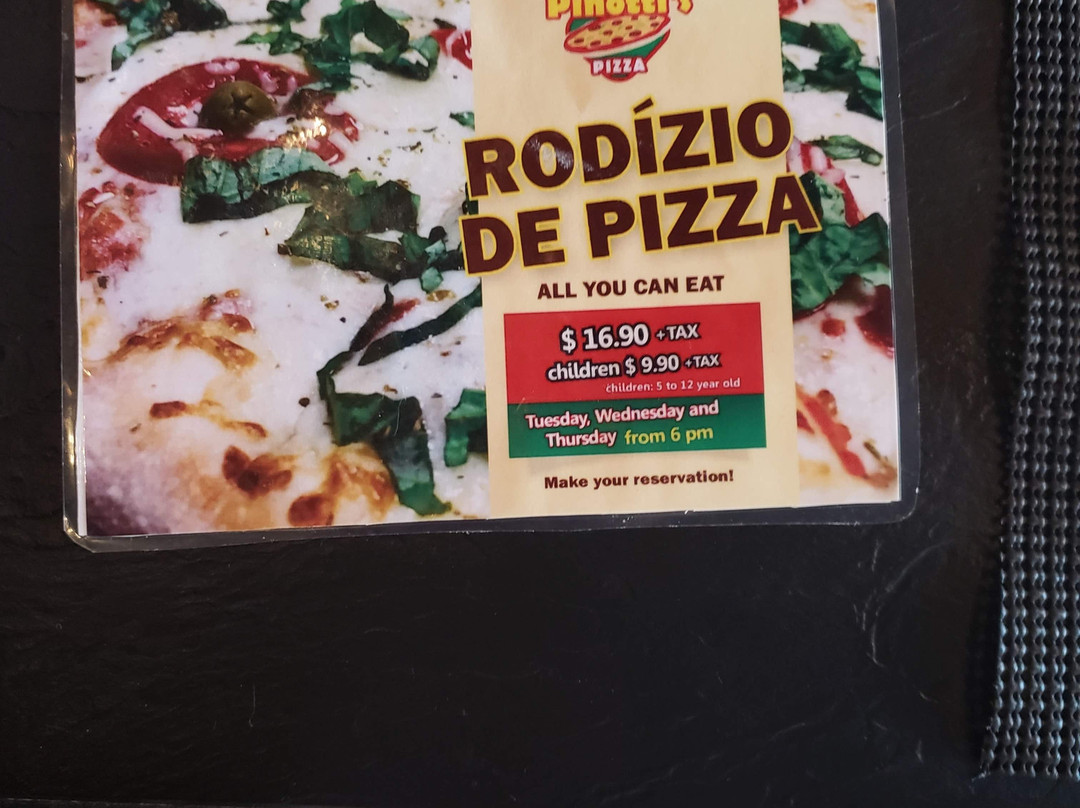 Pinotti's
PIZZA
RODÍZIO
DE PIZZA
ALL YOU CAN EAT
$ 16.90 +TAX
children $ 9.90 +TAX
children: 5 to 12 year old
Tuesday, Wednesday and
Thursday from 6 pm
Make your reservation!